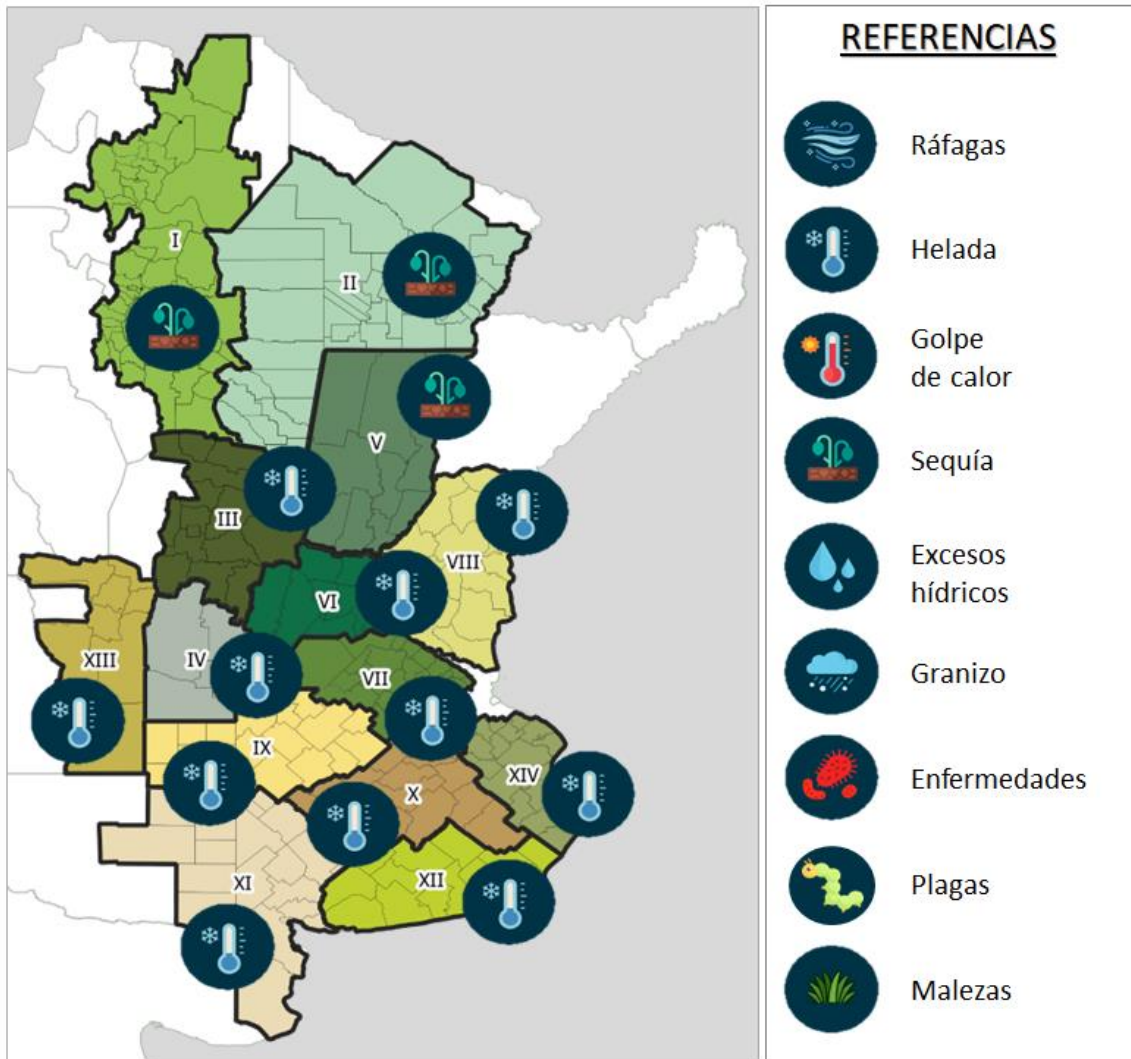 REFERENCIAS
Ráfagas
Helada
Golpe
de calor
Sequía
Excesos
hídricos
Granizo
Enfermedades
Plagas
Malezas
I
II
V
III
VIII
VI
XIII
IV
VII
IX
XIV
X
XI
XII